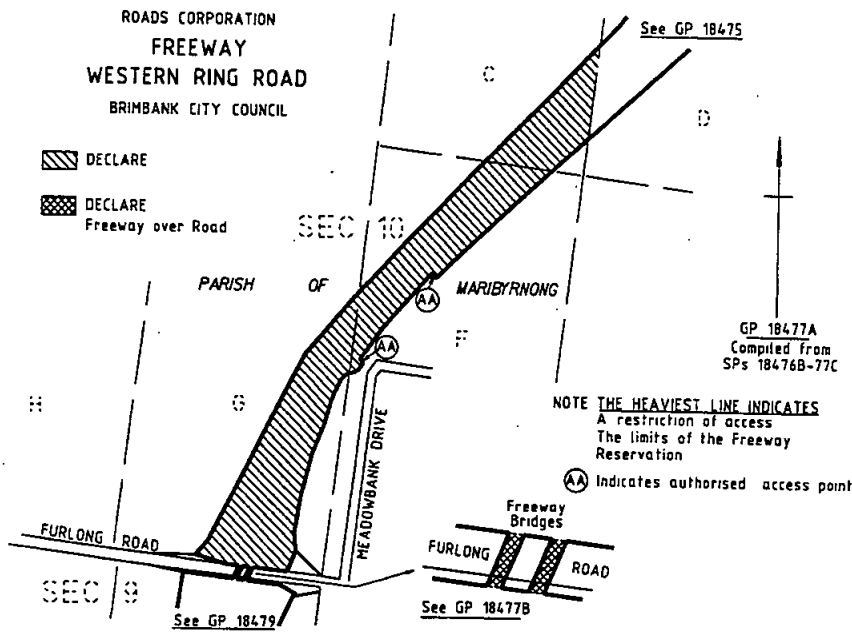 ROADS CORPORATION
FREEWAY
WESTERN RING ROAD
BRIMBANK CITY COUNCIL
DECLARE
DECLARE
Freeway over Road
See GP 18475
C
D
SEC 10
PARISH OF MARIBYRNONG
AA
AA
F
GP 18477A
Compiled from
SPs 18476B-77C
H
G
NOTE THE HEAVIEST LINE INDICATES
A restriction of access
The limits of the Freeway
Reservation
AA Indicates authorised access point
MEADOWBANK DRIVE
FURLONG ROAD
SEC 9
See GP 18479
Freeway
Bridges
FURLONG ROAD
See GP 18477B